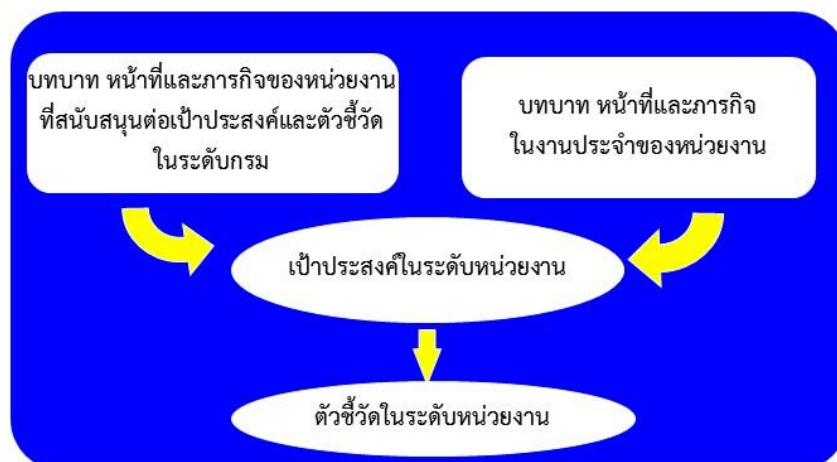 บทบาท หน้าที่และภารกิจของหน่วยงาน
ที่สนับสนุนต่อเป้าประสงค์และตัวชี้วัด
ในระดับกรม
บทบาท หน้าที่และภารกิจ
ในงานประจำของหน่วยงาน
เป้าประสงค์ในระดับหน่วยงาน
ตัวชี้วัดในระดับหน่วยงาน